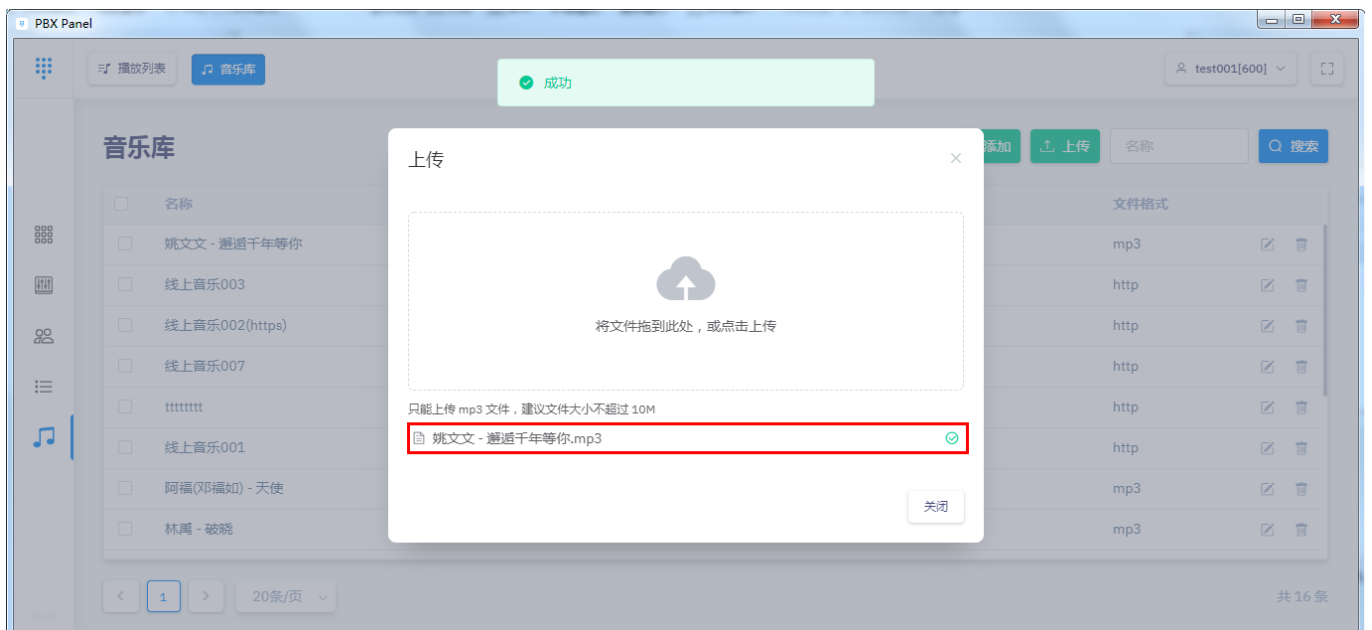 PBX Panel
播放列表
音乐库
成功
test001[600]
音乐库
添加
上传
名称
搜索
上传
名称
文件格式
姚文文 - 邂逅千年等你
mp3
线上音乐003
http
线上音乐002(https)
http
将文件拖到此处，或点击上传
线上音乐007
http
tttttttt
http
只能上传 mp3 文件，建议文件大小不超过 10M
姚文文 - 邂逅千年等你.mp3
线上音乐001
http
阿福(邓福如) - 天使
mp3
关闭
林禹 - 破晓
mp3
1
20条/页
共 16 条